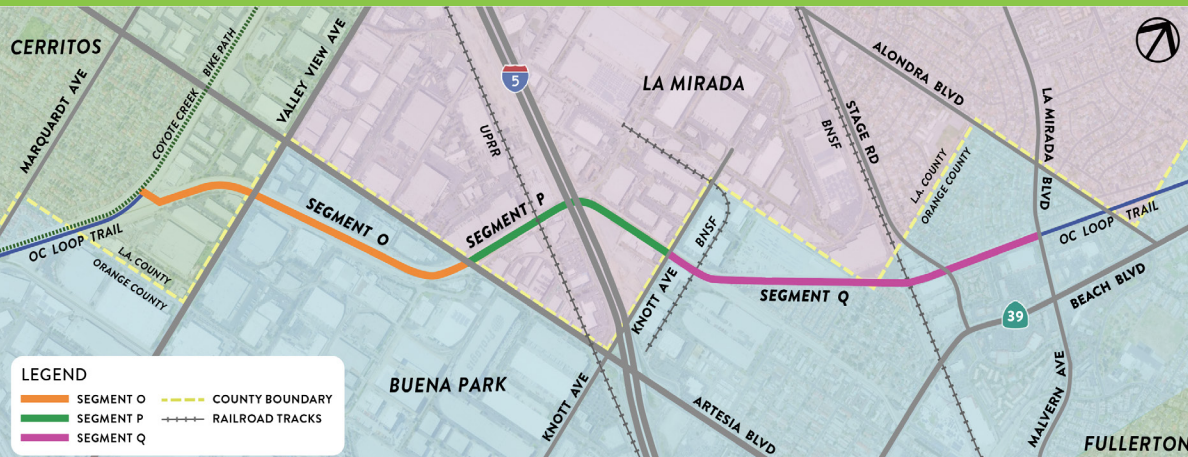 CERRITOS
MARQUARDT AVE
COYOTE CREEK BIKE PATH
VALLEY VIEW AVE
5
UPRR
LA MIRADA
ALONDRA BLVD
STAGE RD
BNSF
LA MIRADA BLVD
L.A. COUNTY
ORANGE COUNTY
OC LOOP TRAIL
L.A. COUNTY
ORANGE COUNTY
SEGMENT O
SEGMENT P
BNSF
KNOTT AVE
SEGMENT Q
OC LOOP TRAIL
39
BEACH BLVD
BUENA PARK
KNOTT AVE
ARTESIA BLVD
MALVERN AVE
FULLERTON
LEGEND
SEGMENT O
COUNTY BOUNDARY
SEGMENT P
RAILROAD TRACKS
SEGMENT Q